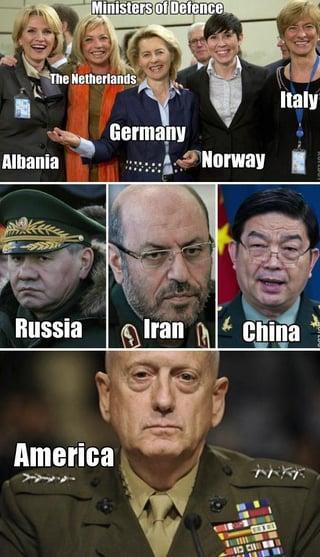 Ministers of Defence
The Netherlands
Germany
Italy
Albania
Norway
Russia
Iran
China
America